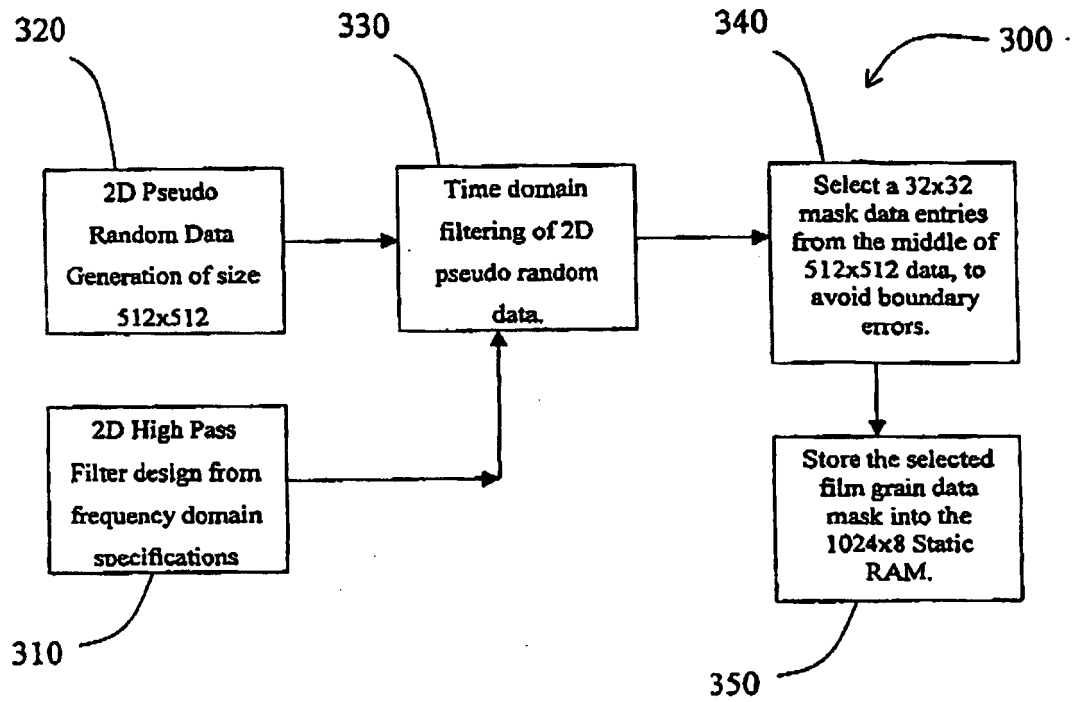 320
330
340
300
2D Pseudo
Random Data
Generation of size
512x512
Time domain
filtering of 2D
pseudo random
data.
Select a 32x32
mask data entries
from the middle of
512x512 data, to
avoid boundary
errors.
2D High Pass
Filter design from
frequency domain
specifications
Store the selected
film grain data
mask into the
1024x8 Static
RAM.
310
350